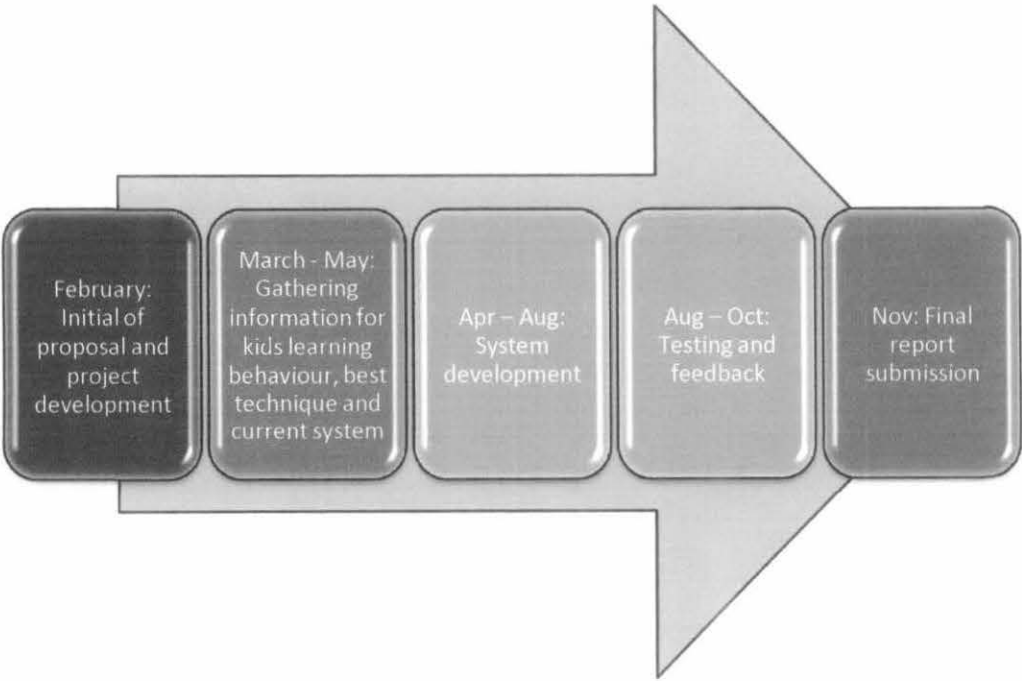 February:
Initial of
proposal and
project
development
March - May:
Gathering
information for
kids learning
behaviour, best
technique and
current system
Apr – Aug:
System
development
Aug – Oct:
Testing and
feedback
Nov: Final
report
submission